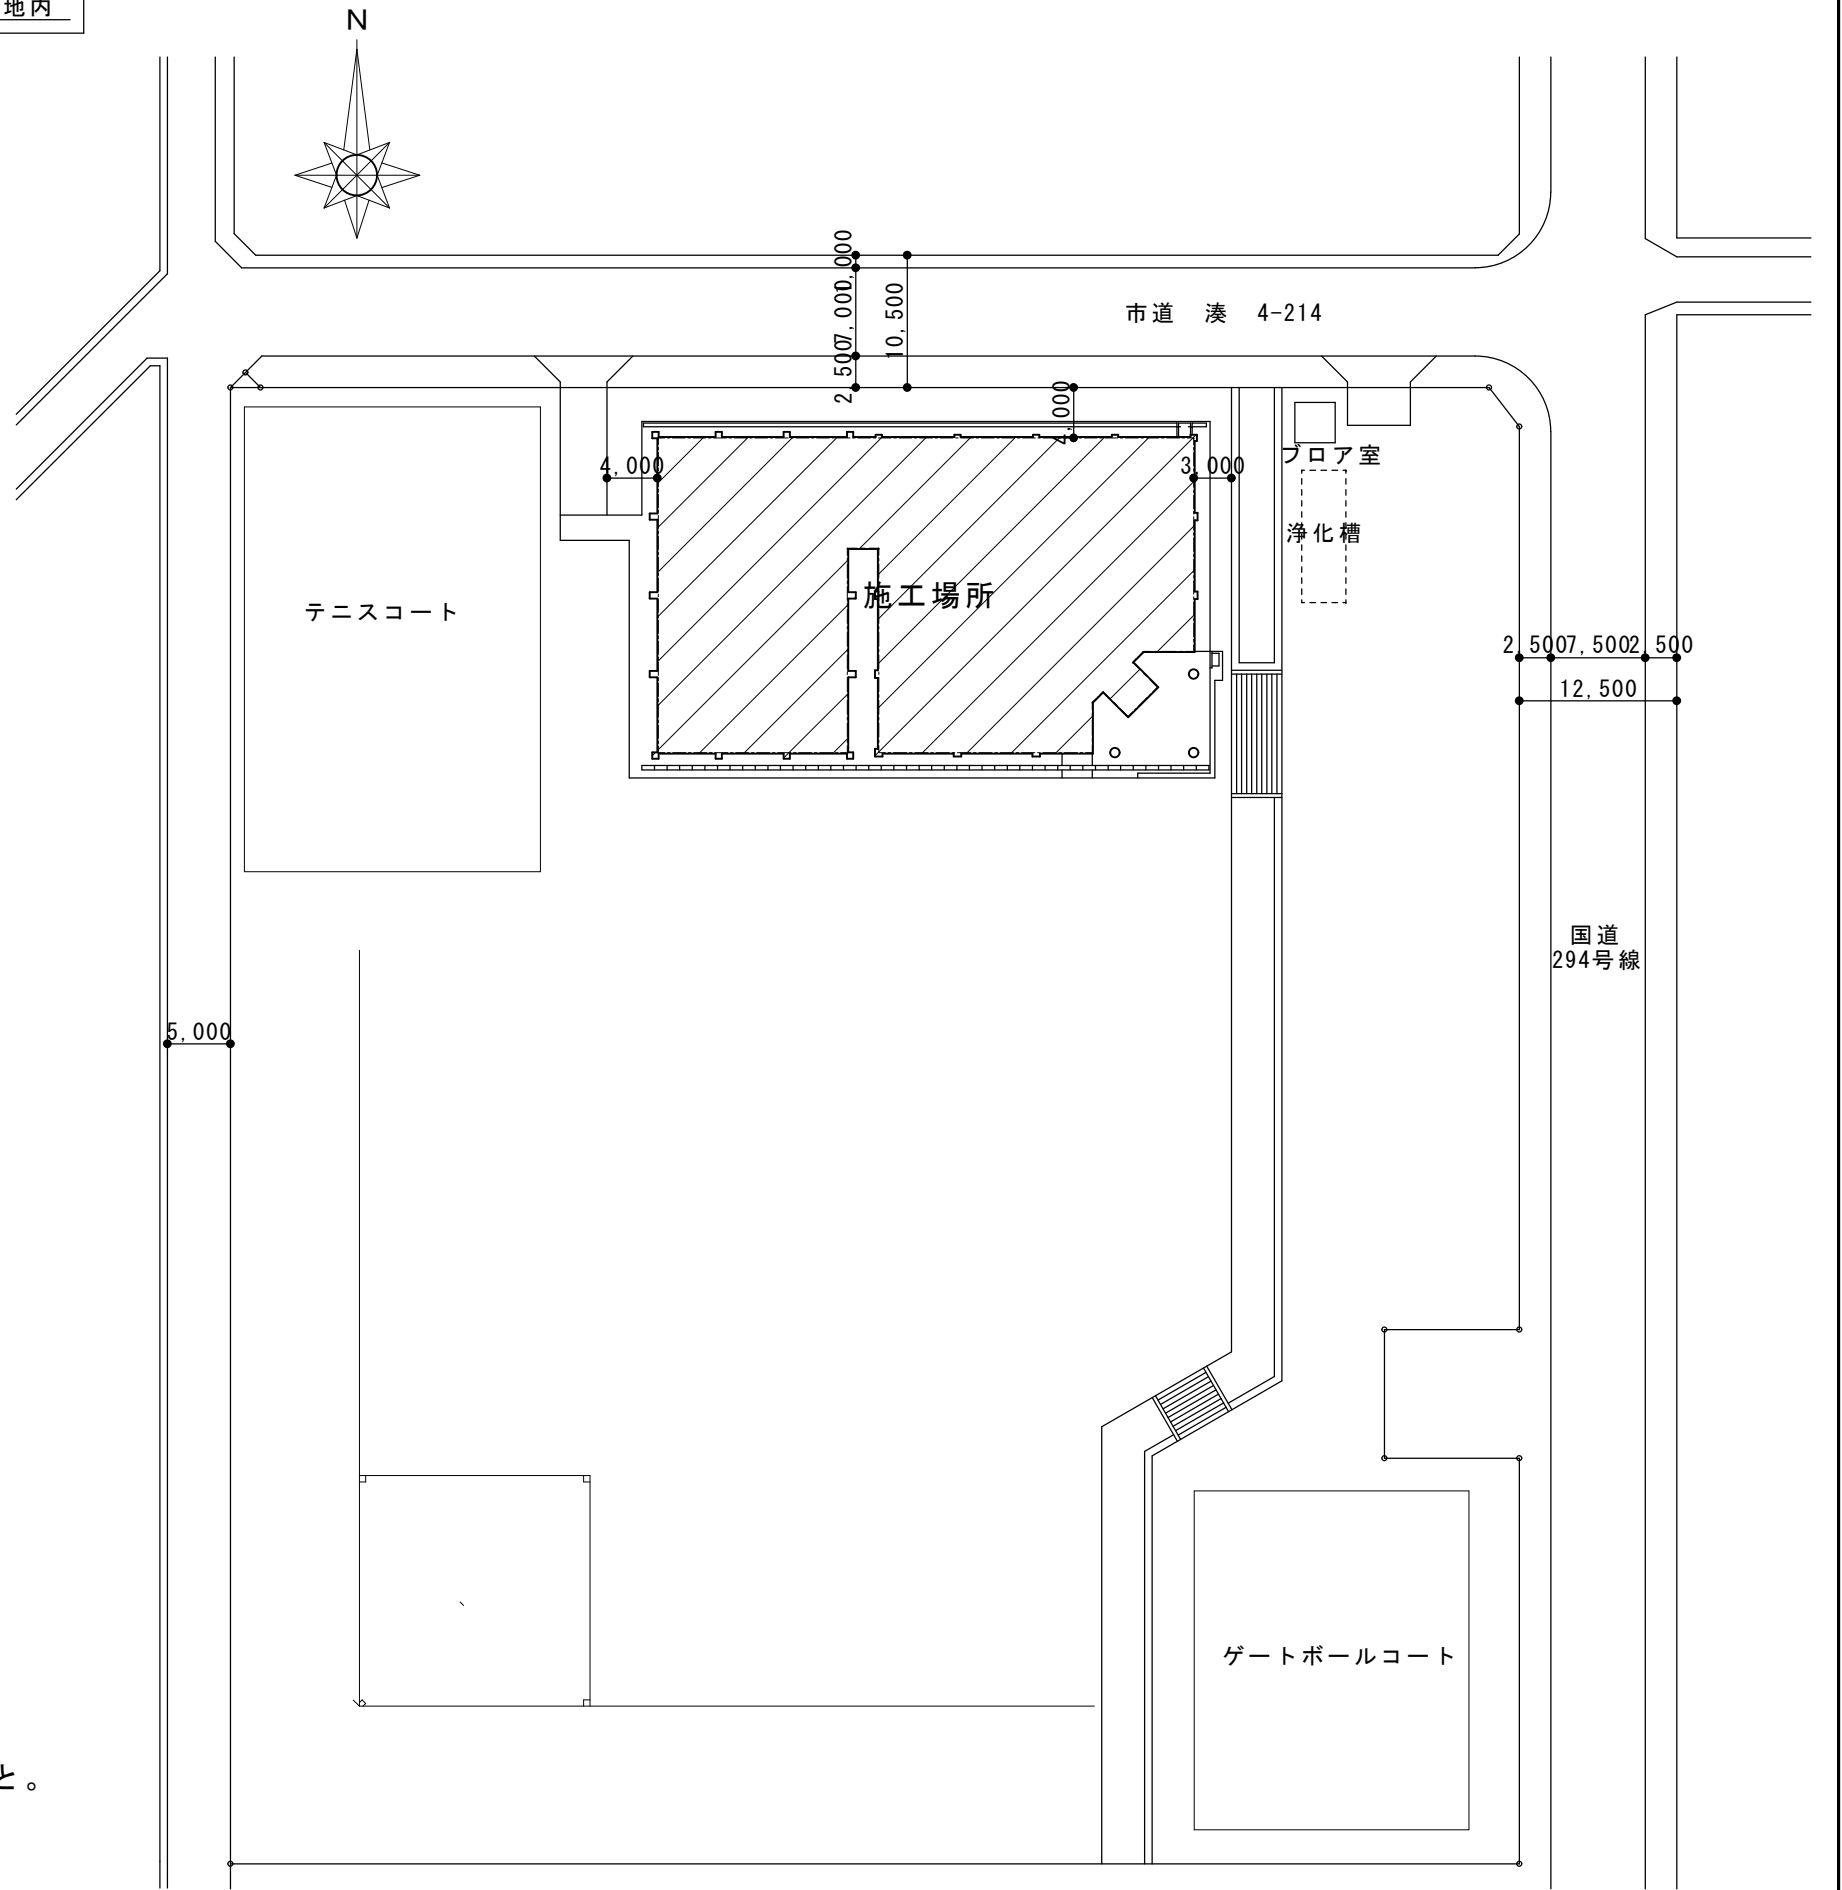 地内
N
1,000
7,000
2,500
10,500
市道 湊 4-214
4,000
4,000
3,000
ブロア室
浄化槽
テニスコート
施工場所
2,500
7,500
2,500
12,500
国道
294号線
5,000
ゲートボールコート
と。